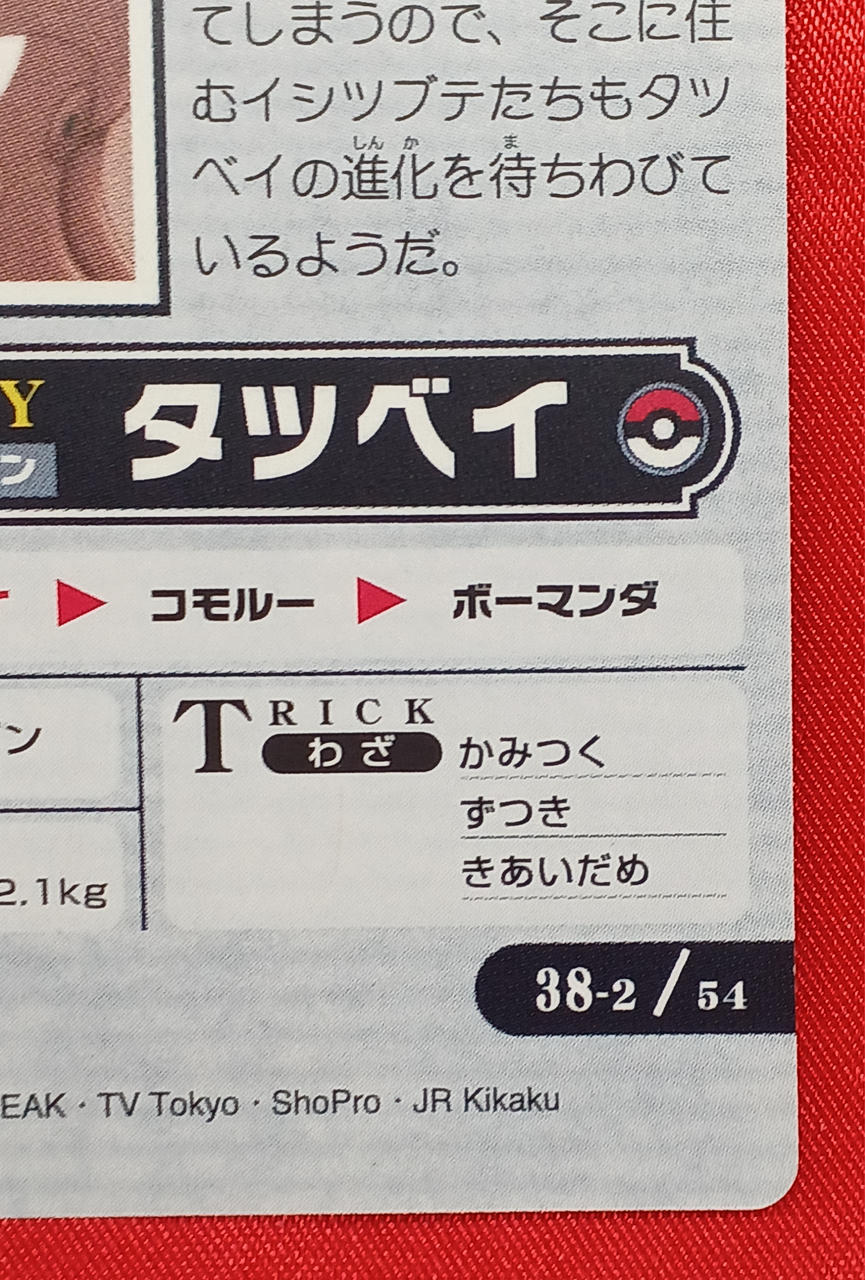 てしまうので、そこに住
むイシツブテたちもタツ
しん か ま
ベイの進化を待ちわびて
いるようだ。
Y
ン
タツベイ
コモルー ▶ ボーマンダ
ン
TRICK
わざ
かみつく
ずつき
きあいだめ
2.1kg
38-2/54
EAK・TV Tokyo・ShoPro・JR Kikaku